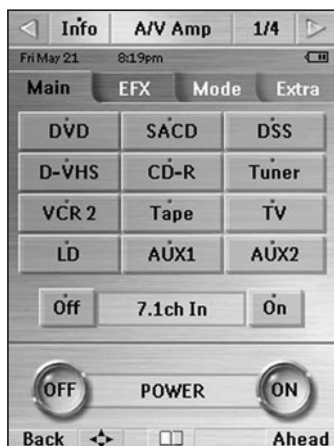 Info A/V Amp 1/4
Fri May 21 8:19pm
Main EFX Mode Extra
DVD SACD DSS
D-VHS CD-R Tuner
VCR 2 Tape TV
LD AUX1 AUX2
Off 7.1ch In On
OFF POWER ON
Back Ahead